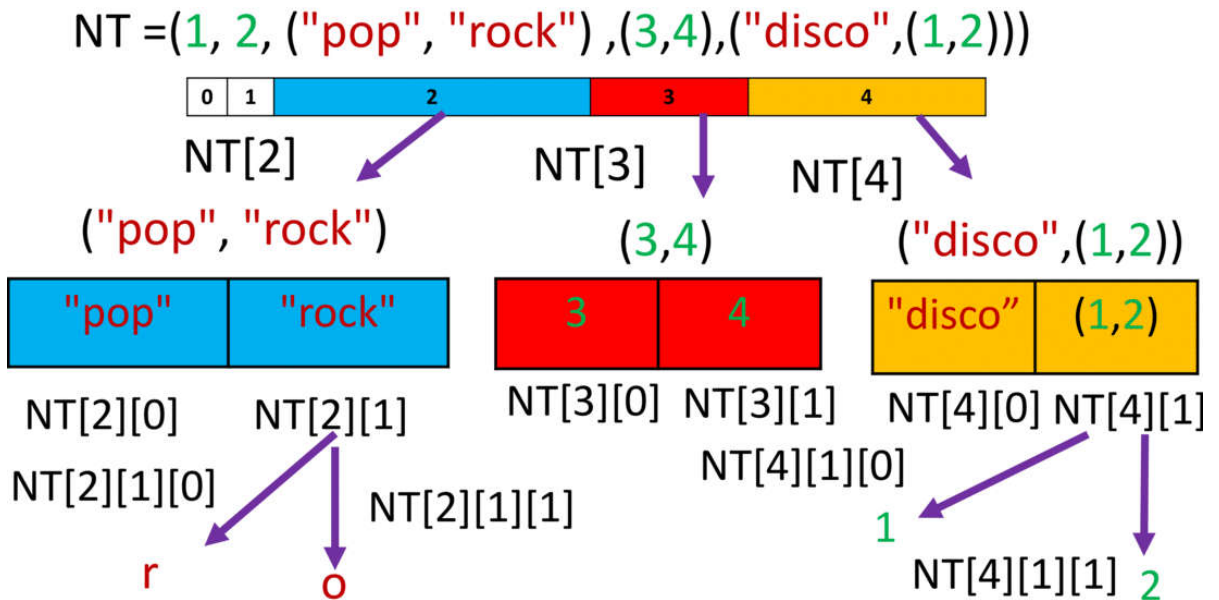 NT =(1, 2, ("pop", "rock") ,(3,4),("disco",(1,2)))
0 1 2 3 4
NT[2] NT[3] NT[4]
("pop", "rock") (3,4) ("disco",(1,2))
"pop" "rock" 3 4 "disco” (1,2)
NT[2][0] NT[2][1] NT[3][0] NT[3][1] NT[4][0] NT[4][1]
NT[2][1][0] NT[2][1][1] NT[4][1][0]
r o 1
NT[4][1][1] 2